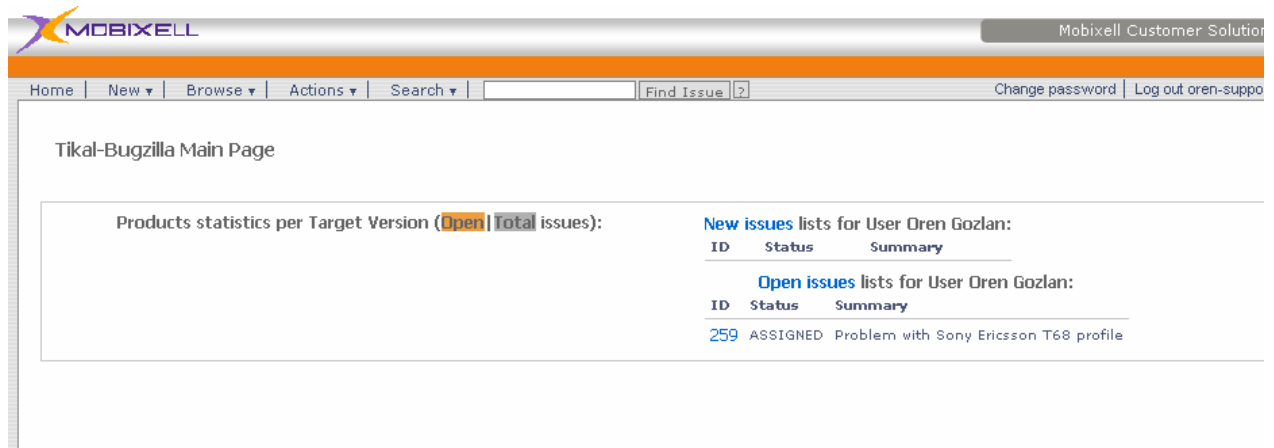 MOBIXELL
Mobixell Customer Solution
Home | New ▾ | Browse ▾ | Actions ▾ | Search ▾ | Find Issue ? Change password | Log out oren-suppo
Tikal-Bugzilla Main Page
Products statistics per Target Version (Open|Total issues):
New issues lists for User Oren Gozlan:
ID Status Summary
Open issues lists for User Oren Gozlan:
ID Status Summary
259 ASSIGNED Problem with Sony Ericsson T68 profile